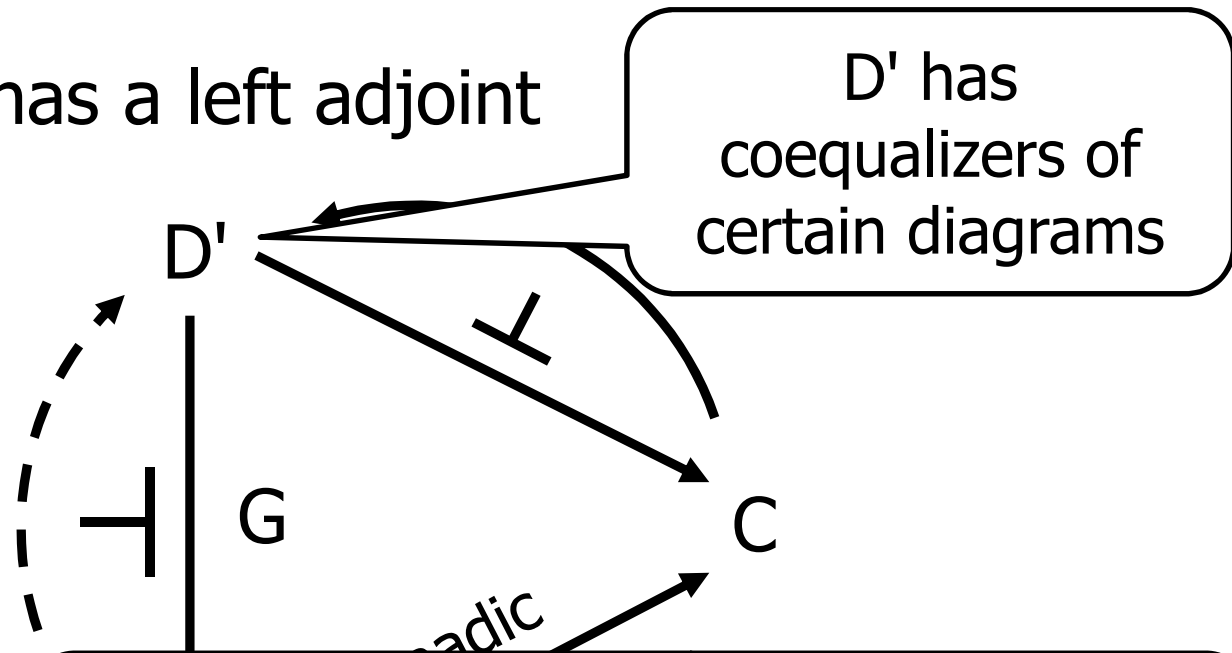 has a left adjoint
D' has
coequalizers of
certain diagrams
D'
G
C